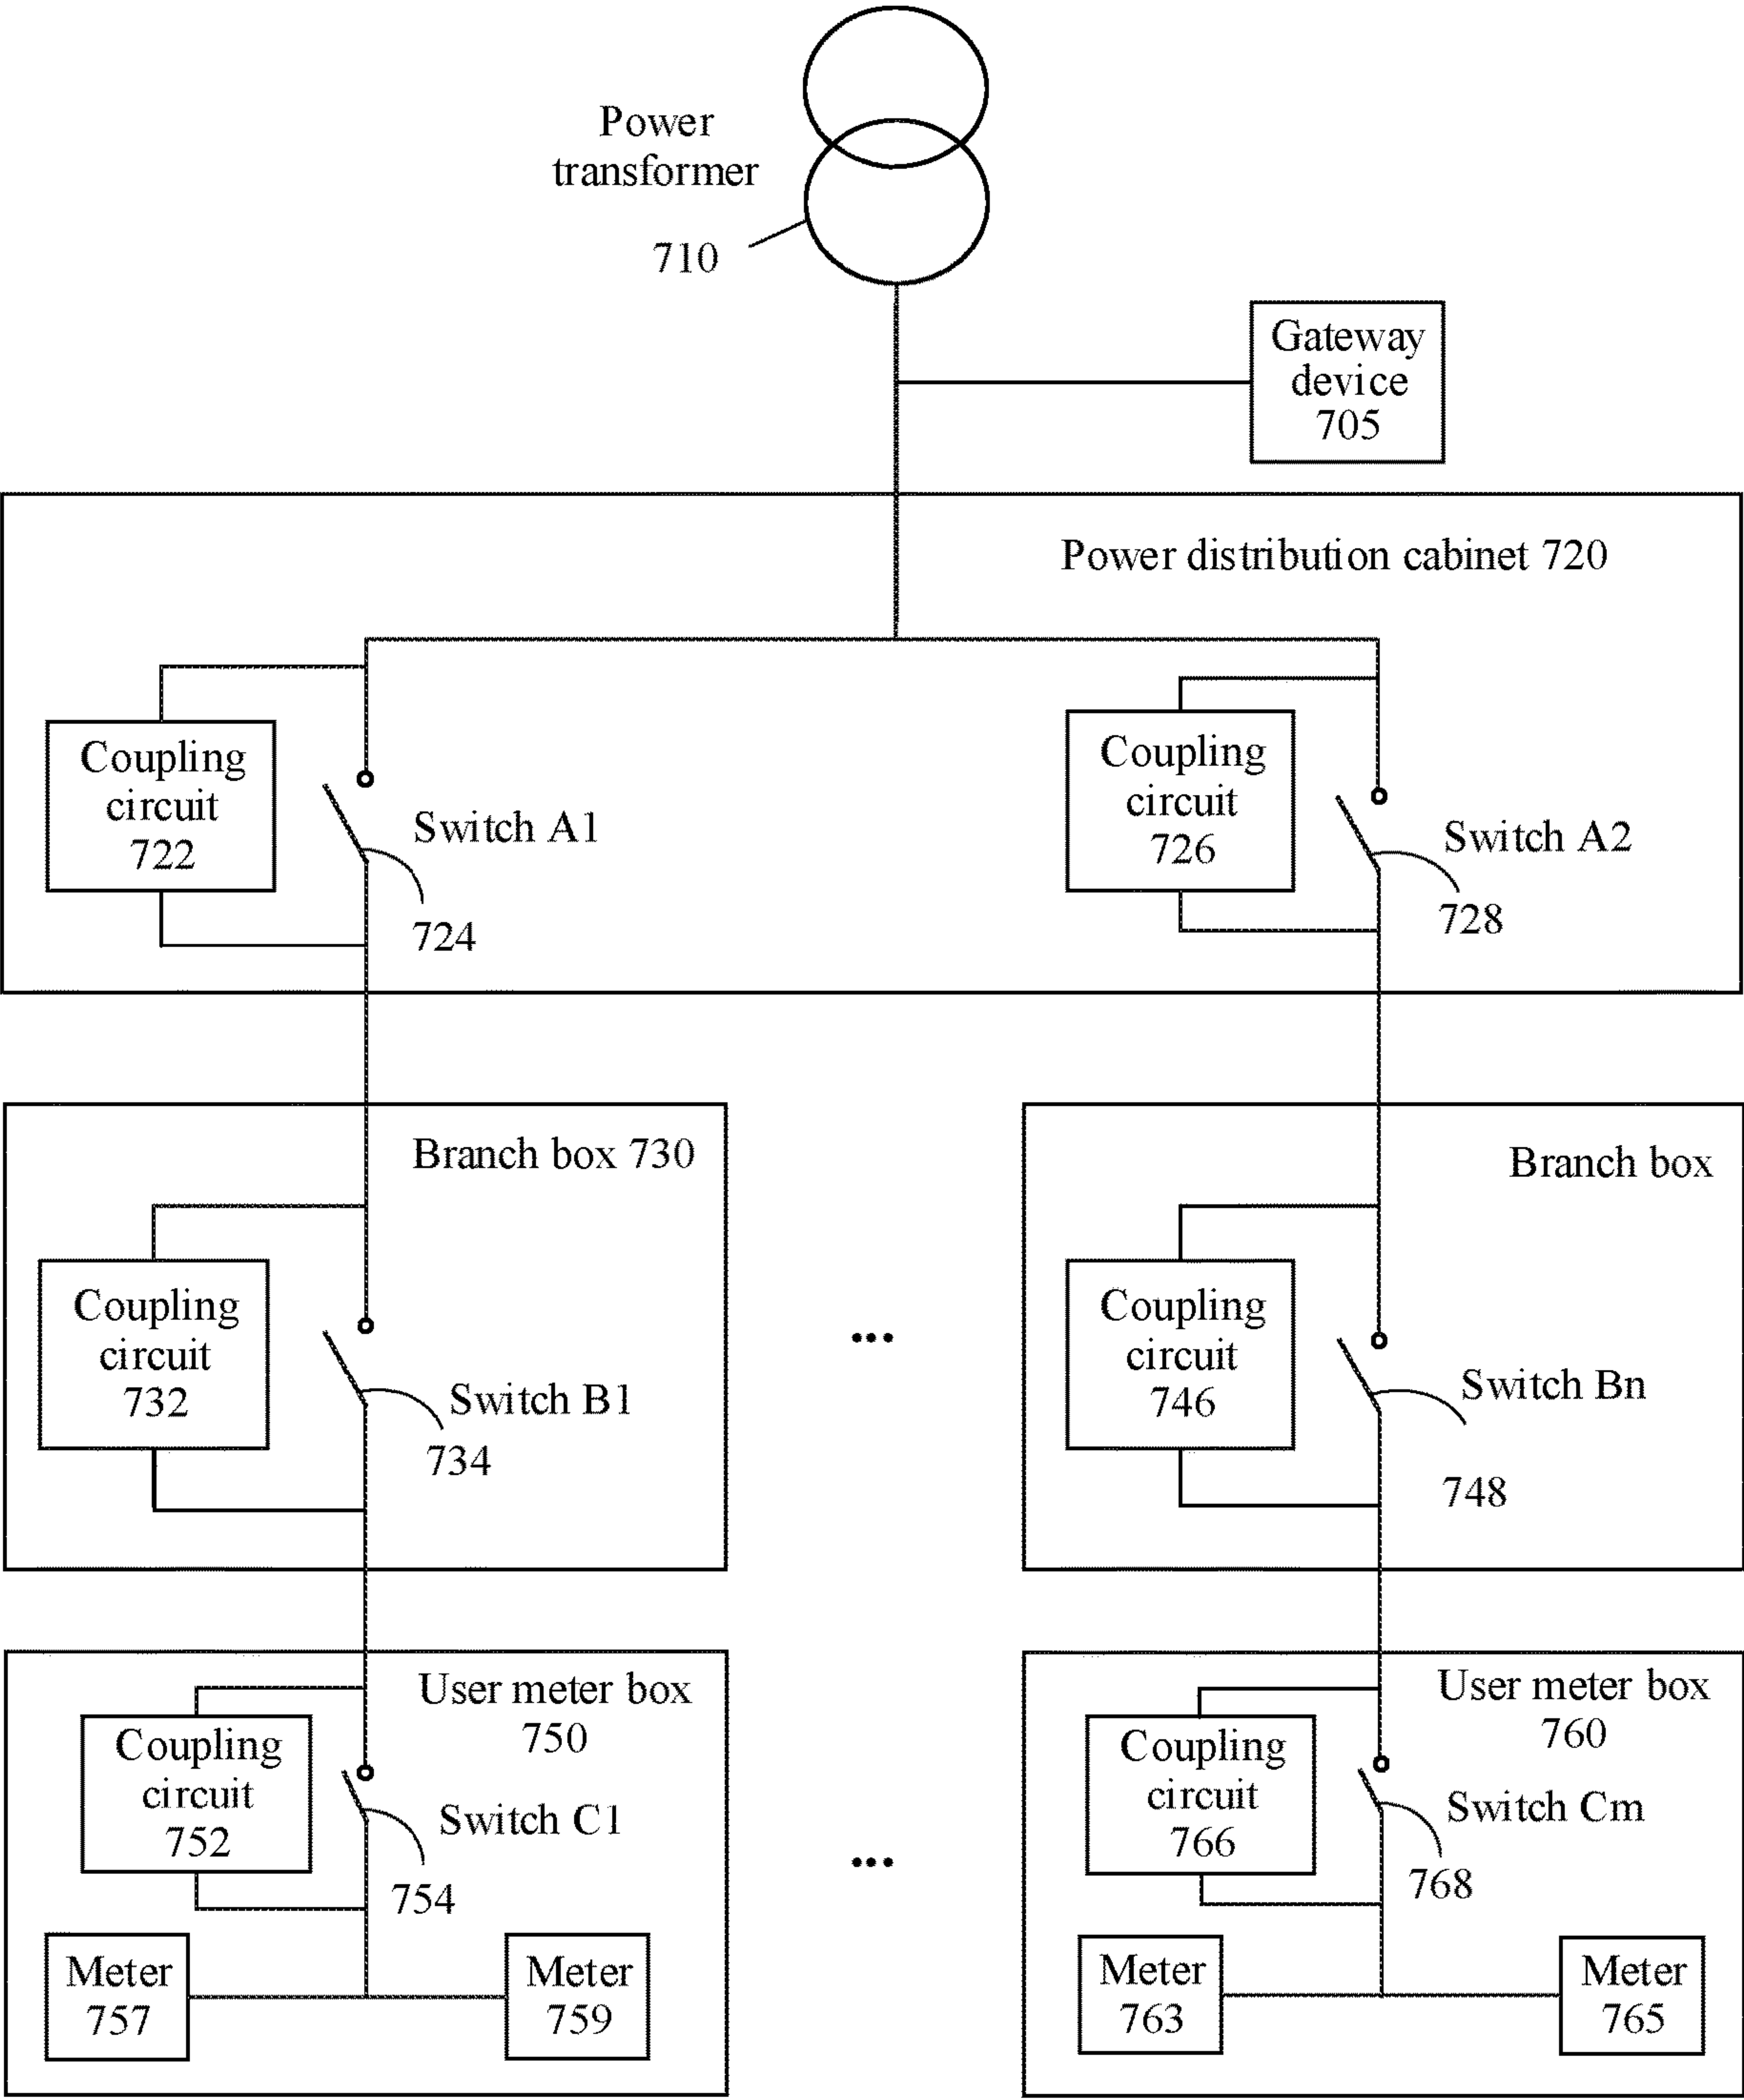 Power
transformer
710
Gateway
device
705
Power distribution cabinet 720
Coupling
circuit
722
Switch A1
724
Coupling
circuit
726
Switch A2
728
Branch box 730
Coupling
circuit
732
Switch B1
734
...
Branch box
Coupling
circuit
746
Switch Bn
748
User meter box
750
Coupling
circuit
752
Switch C1
754
Meter
757
Meter
759
...
User meter box
760
Coupling
circuit
766
Switch Cm
768
Meter
763
Meter
765